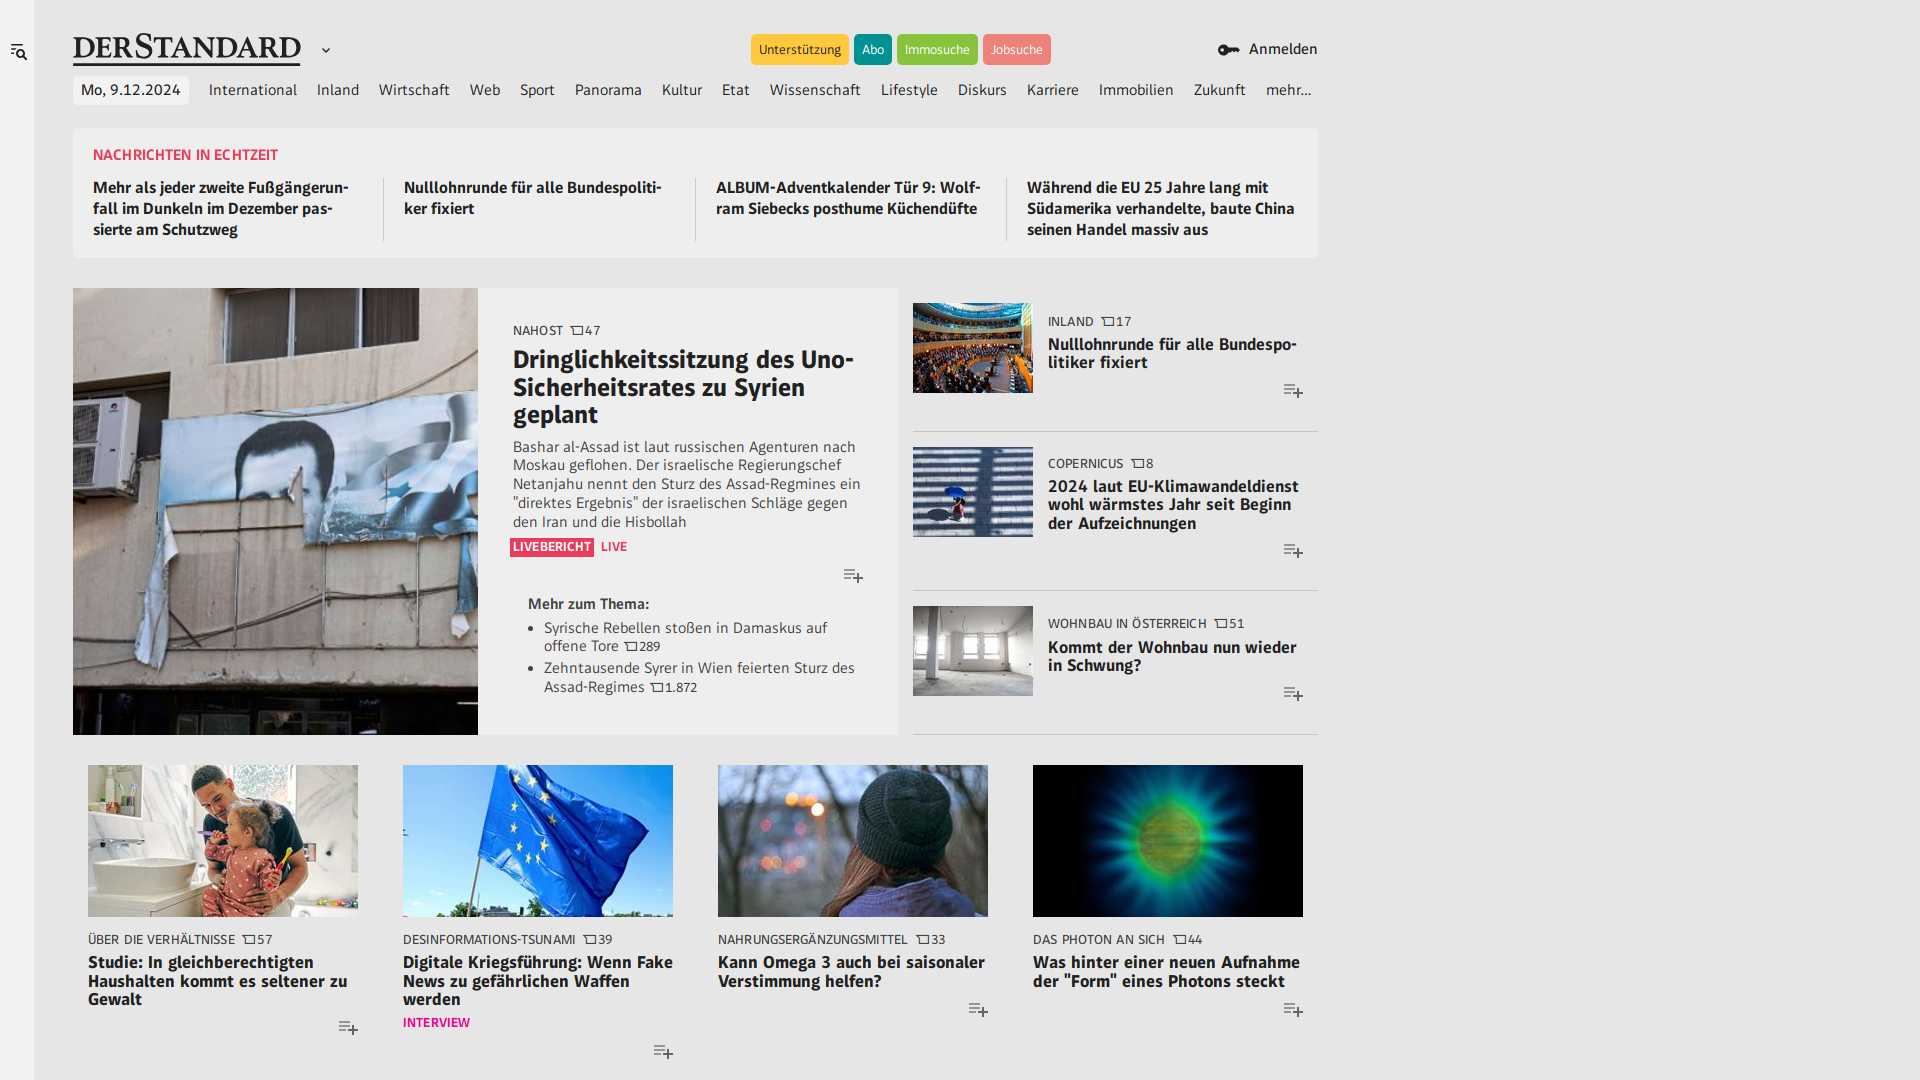 DERSTANDARD
Unterstützung
Abo
Immosuche
Jobsuche
Anmelden
Mo, 9.12.2024
International
Inland
Wirtschaft
Web
Sport
Panorama
Kultur
Etat
Wissenschaft
Lifestyle
Diskurs
Karriere
Immobilien
Zukunft
mehr...
NACHRICHTEN IN ECHTZEIT
Mehr als jeder zweite Fußgängerun-
fall im Dunkeln im Dezember pas-
sierte am Schutzweg
Nulllohnrunde für alle Bundespoliti-
ker fixiert
ALBUM-Adventkalender Tür 9: Wolf-
ram Siebecks posthume Küchendüfte
Während die EU 25 Jahre lang mit
Südamerika verhandelte, baute China
seinen Handel massiv aus
NAHOST 47
Dringlichkeitssitzung des Uno-
Sicherheitsrates zu Syrien
geplant
Bashar al-Assad ist laut russischen Agenturen nach
Moskau geflohen. Der israelische Regierungschef
Netanjahu nennt den Sturz des Assad-Regmines ein
"direktes Ergebnis" der israelischen Schläge gegen
den Iran und die Hisbollah
LIVEBERICHT LIVE
Mehr zum Thema:
• Syrische Rebellen stoßen in Damaskus auf
offene Tore 289
• Zehntausende Syrer in Wien feierten Sturz des
Assad-Regimes 1.872
INLAND 17
Nulllohnrunde für alle Bundespo-
litiker fixiert
COPERNICUS 8
2024 laut EU-Klimawandeldienst
wohl wärmstes Jahr seit Beginn
der Aufzeichnungen
WOHNBAU IN ÖSTERREICH 51
Kommt der Wohnbau nun wieder
in Schwung?
ÜBER DIE VERHÄLTNISSE 57
Studie: In gleichberechtigten
Haushalten kommt es seltener zu
Gewalt
DESINFORMATIONS-TSUNAMI 39
Digitale Kriegsführung: Wenn Fake
News zu gefährlichen Waffen
werden
INTERVIEW
NAHRUNGSERGÄNZUNGSMITTEL 33
Kann Omega 3 auch bei saisonaler
Verstimmung helfen?
DAS PHOTON AN SICH 44
Was hinter einer neuen Aufnahme
der "Form" eines Photons steckt